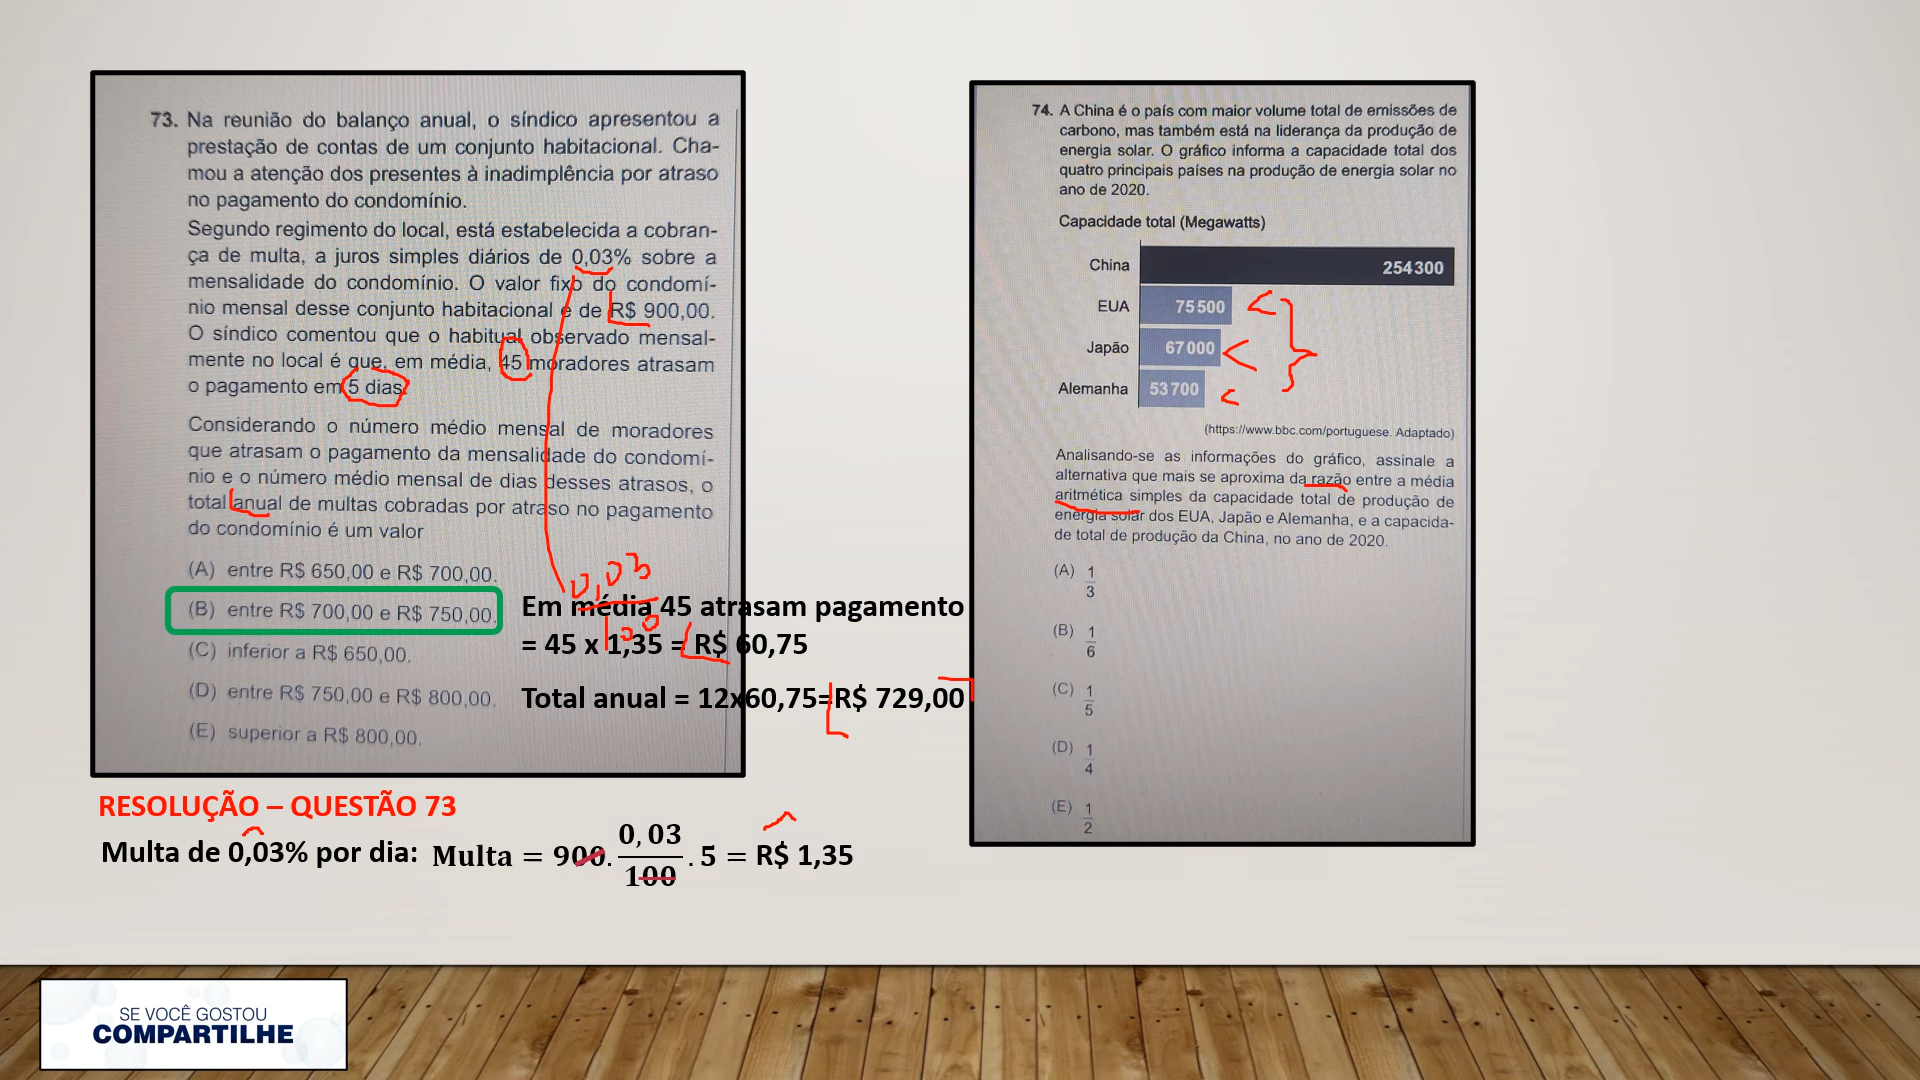 73. Na reunião do balanço anual, o síndico apresentou a
prestação de contas de um conjunto habitacional. Cha-
mou a atenção dos presentes à inadimplência por atraso
no pagamento do condomínio.
Segundo regimento do local, está estabelecida a cobran-
ça de multa, a juros simples diários de 0,03% sobre a
mensalidade do condomínio. O valor fixo do condomí-
nio mensal desse conjunto habitacional é de R$ 900,00.
O síndico comentou que o habitual observado mensal-
mente no local é que, em média, 45 moradores atrasam
o pagamento em 5 dias.
Considerando o número médio mensal de moradores
que atrasam o pagamento da mensalidade do condomí-
nio e o número médio mensal de dias desses atrasos, o
total anual de multas cobradas por atraso no pagamento
do condomínio é um valor
(A) entre R$ 650,00 e R$ 700,00.
(B) entre R$ 700,00 e R$ 750,00.
(C) inferior a R$ 650,00.
(D) entre R$ 750,00 e R$ 800,00.
(E) superior a R$ 800,00.
0,03
100
Em média 45 atrasam pagamento
= 45 x 1,35 = R$ 60,75
Total anual = 12x60,75=R$ 729,00
RESOLUÇÃO – QUESTÃO 73
Multa de 0,03% por dia: Multa = 900. 0,03/100 . 5 = R$ 1,35
74. A China é o país com maior volume total de emissões de
carbono, mas também está na liderança da produção de
energia solar. O gráfico informa a capacidade total dos
quatro principais países na produção de energia solar no
ano de 2020.
Capacidade total (Megawatts)
China 254300
EUA 75500
Japão 67000
Alemanha 53700
(https://www.bbc.com/portuguese. Adaptado)
Analisando-se as informações do gráfico, assinale a
alternativa que mais se aproxima da razão entre a média
aritmética simples da capacidade total de produção de
energia solar dos EUA, Japão e Alemanha, e a capacida-
de total de produção da China, no ano de 2020.
(A) 1/3
(B) 1/6
(C) 1/5
(D) 1/4
(E) 1/2
SE VOCÊ GOSTOU
COMPARTILHE